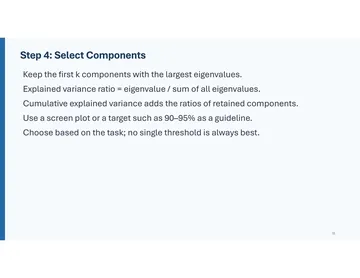 Step 4: Select Components
Keep the first k components with the largest eigenvalues.
Explained variance ratio = eigenvalue / sum of all eigenvalues.
Cumulative explained variance adds the ratios of retained components.
Use a screen plot or a target such as 90–95% as a guideline.
Choose based on the task; no single threshold is always best.